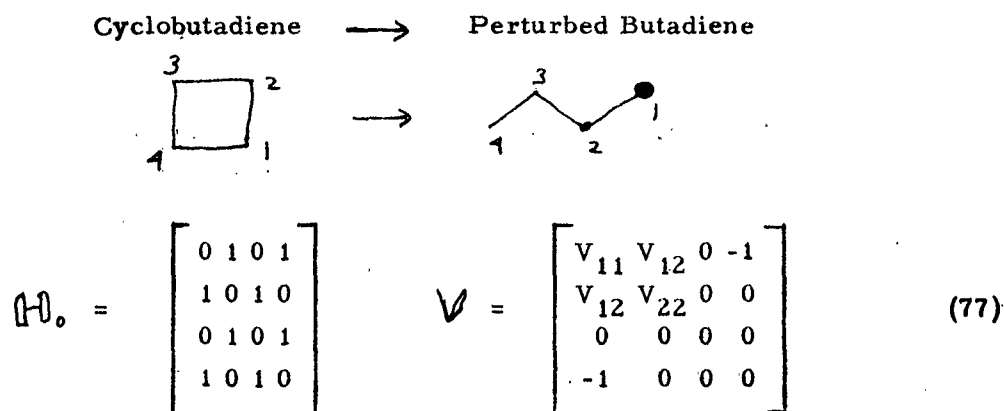 Cyclobutadiene → Perturbed Butadiene
3 2 3 1
4 1 4 2
ℍ₀ = [ 0 1 0 1 V = [ V₁₁ V₁₂ 0 -1 (77)
1 0 1 0 V₁₂ V₂₂ 0 0
0 1 0 1 0 0 0 0
1 0 1 0 ] -1 0 0 0 ]